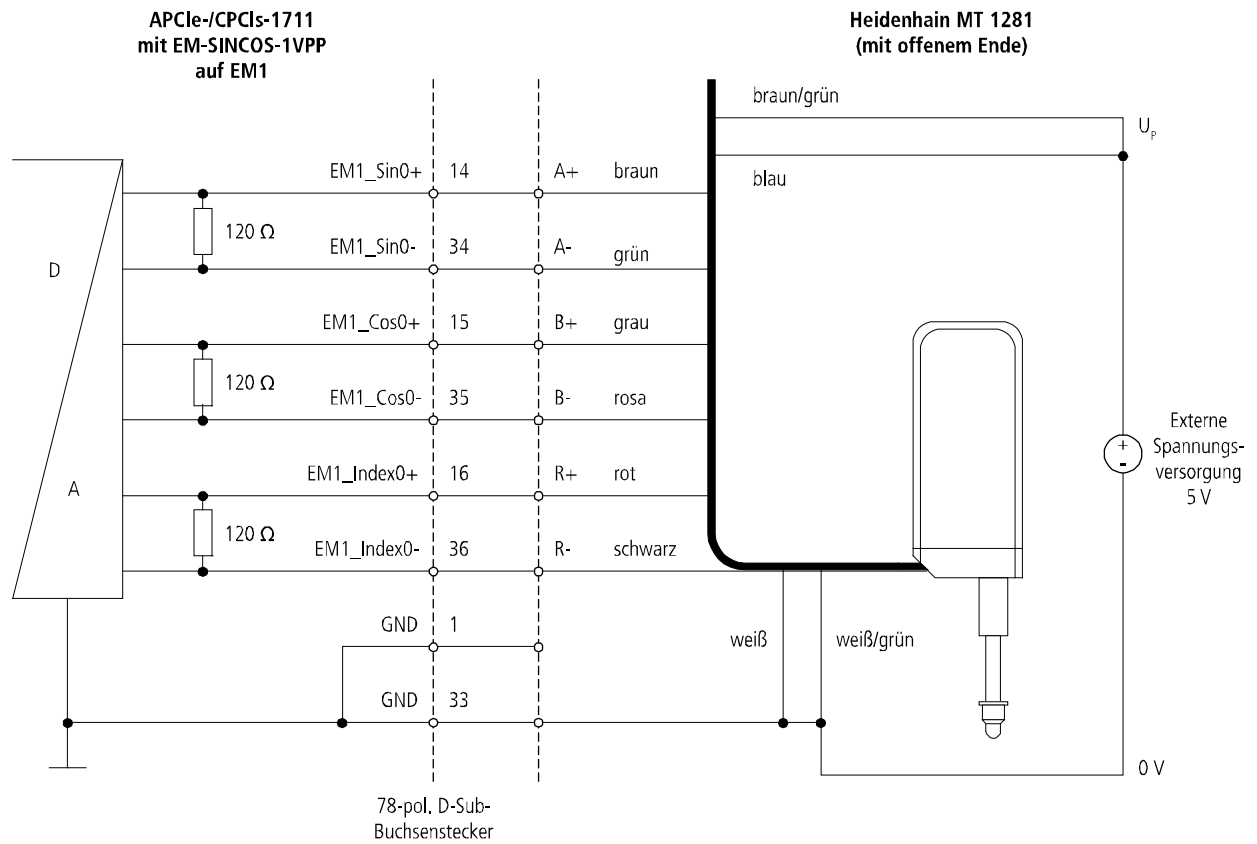 APCIe-/CPCIs-1711
mit EM-SINCOS-1VPP
auf EM1
Heidenhain MT 1281
(mit offenem Ende)
braun/grün
U_P
blau
EM1_Sin0+ 14 A+ braun
120 Ω
EM1_Sin0- 34 A- grün
D
EM1_Cos0+ 15 B+ grau
120 Ω
EM1_Cos0- 35 B- rosa
Externe
Spannungs-
versorgung
5 V
+
-
A
EM1_Index0+ 16 R+ rot
120 Ω
EM1_Index0- 36 R- schwarz
GND 1
weiß
weiß/grün
GND 33
0 V
78-pol. D-Sub-
Buchsenstecker